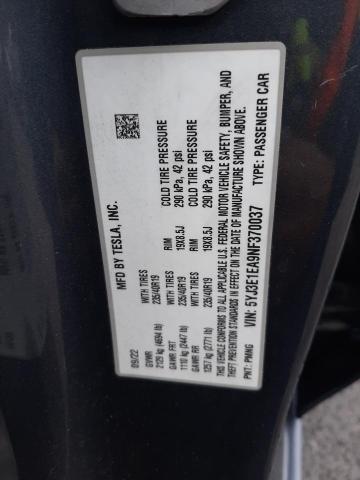 MFD BY TESLA, INC.
09/22
GVWR WITH TIRES RIM COLD TIRE PRESSURE
2129 kg (4694 lb) 235/40R19 19X8.5J 290 kPa, 42 psi
GAWR FRT WITH TIRES RIM COLD TIRE PRESSURE
1110 kg (2447 lb) 235/40R19 19X8.5J 290 kPa, 42 psi
GAWR RR
1257 kg (2771 lb)
THIS VEHICLE CONFORMS TO ALL APPLICABLE U.S. FEDERAL MOTOR VEHICLE SAFETY, BUMPER, AND
THEFT PREVENTION STANDARDS IN EFFECT ON THE DATE OF MANUFACTURE SHOWN ABOVE.
VIN: 5YJ3E1EA9NF370037 TYPE: PASSENGER CAR
PNT: PMNG